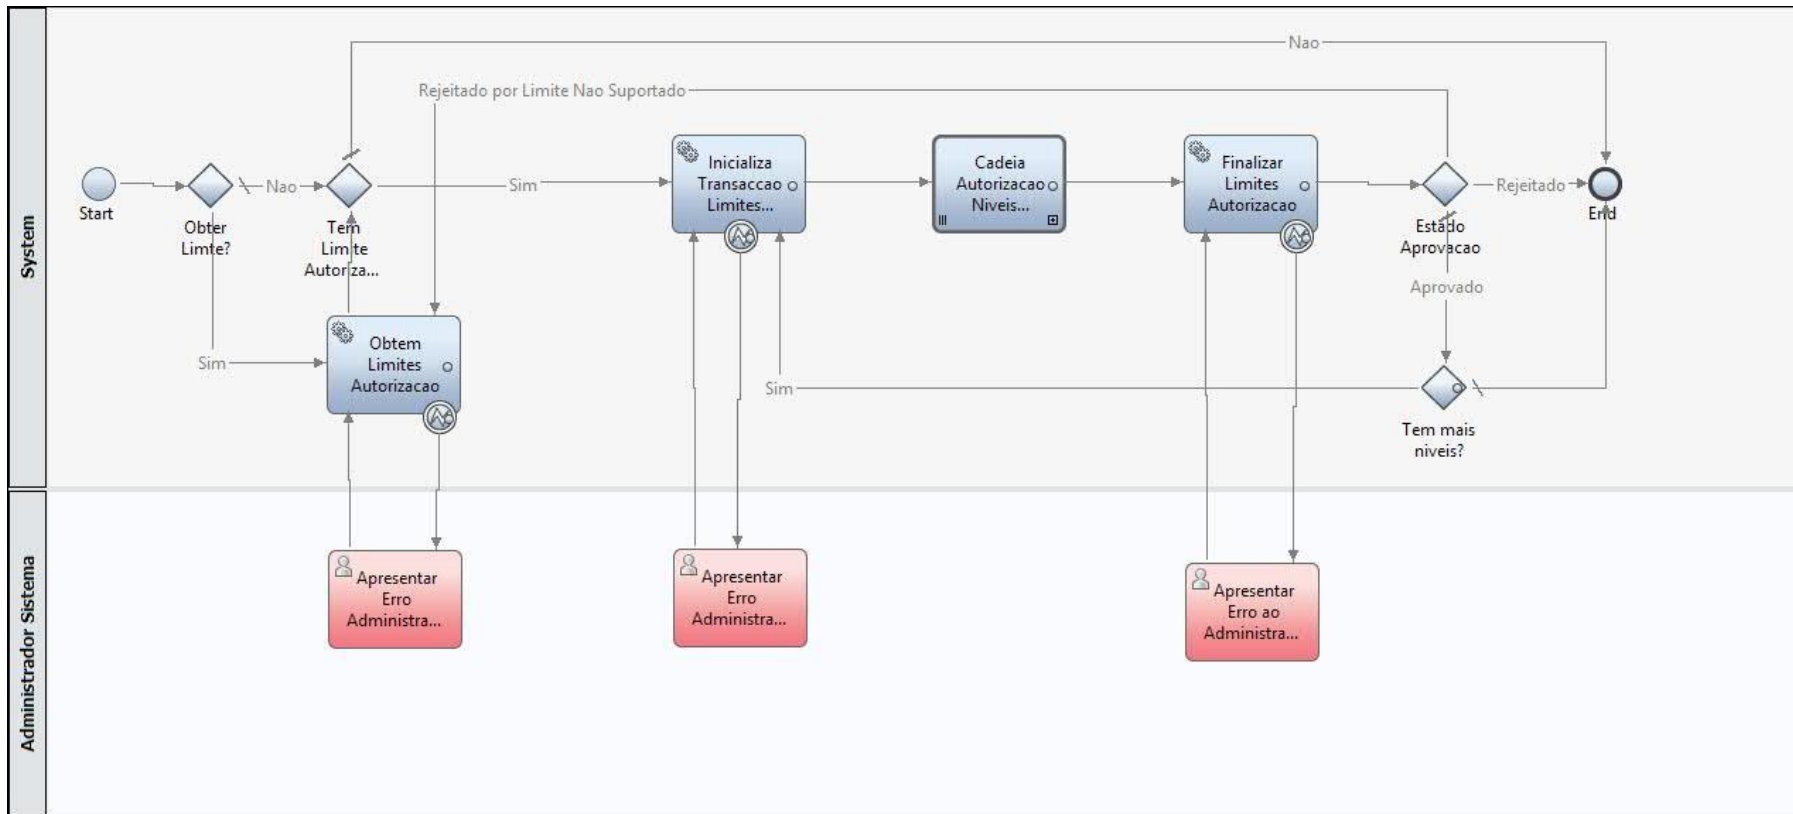 System
Administrador Sistema
Nao
Rejeitado por Limite Nao Suportado
Start
Obter
Limte?
Nao
Sim
Tem
Limite
Autoriza...
Sim
Obtem
Limites
Autorizacao
Inicializa
Transaccao
Limites...
Cadeia
Autorizacao
Niveis...
Finalizar
Limites
Autorizacao
Estado
Aprovacao
Rejeitado
End
Aprovado
Sim
Tem mais
niveis?
Apresentar
Erro
Administra...
Apresentar
Erro
Administra...
Apresentar
Erro ao
Administra...